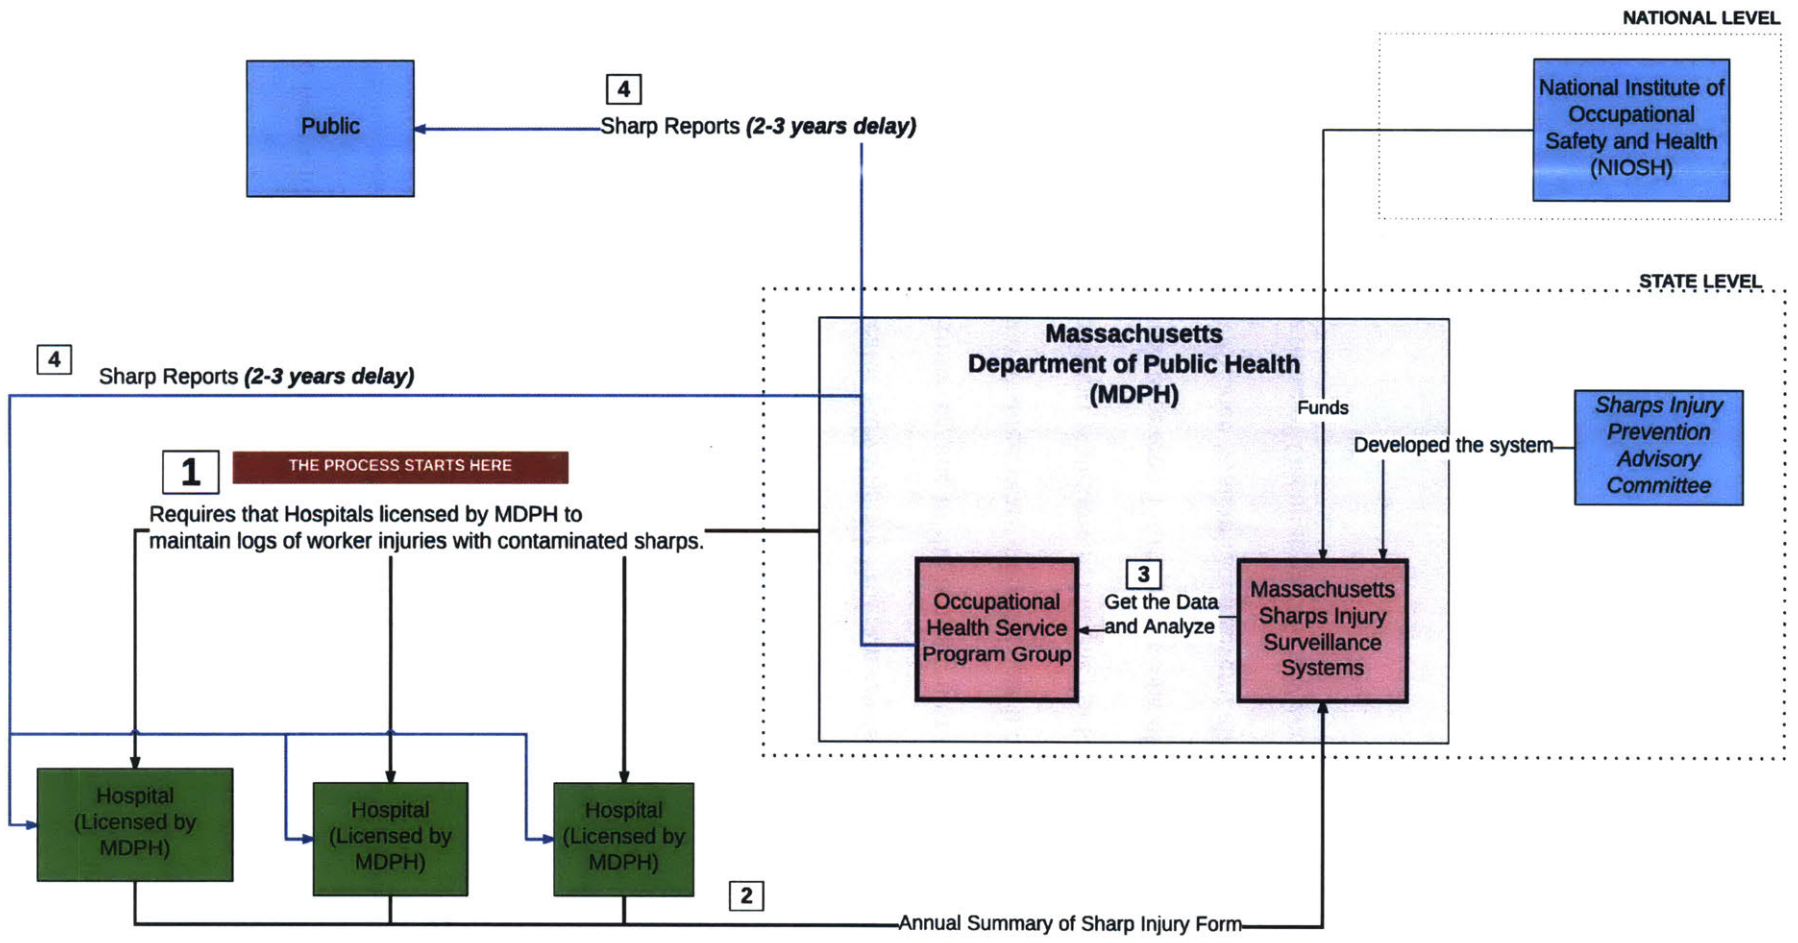 NATIONAL LEVEL
National Institute of
Occupational
Safety and Health
(NIOSH)
4
Public
Sharp Reports (2-3 years delay)
STATE LEVEL
Massachusetts
Department of Public Health
(MDPH)
4
Sharp Reports (2-3 years delay)
Funds
Developed the system
Sharps Injury
Prevention
Advisory
Committee
1
THE PROCESS STARTS HERE
Requires that Hospitals licensed by MDPH to
maintain logs of worker injuries with contaminated sharps.
Occupational
Health Service
Program Group
3
Get the Data
and Analyze
Massachusetts
Sharps Injury
Surveillance
Systems
Hospital
(Licensed by
MDPH)
Hospital
(Licensed by
MDPH)
Hospital
(Licensed by
MDPH)
2
Annual Summary of Sharp Injury Form